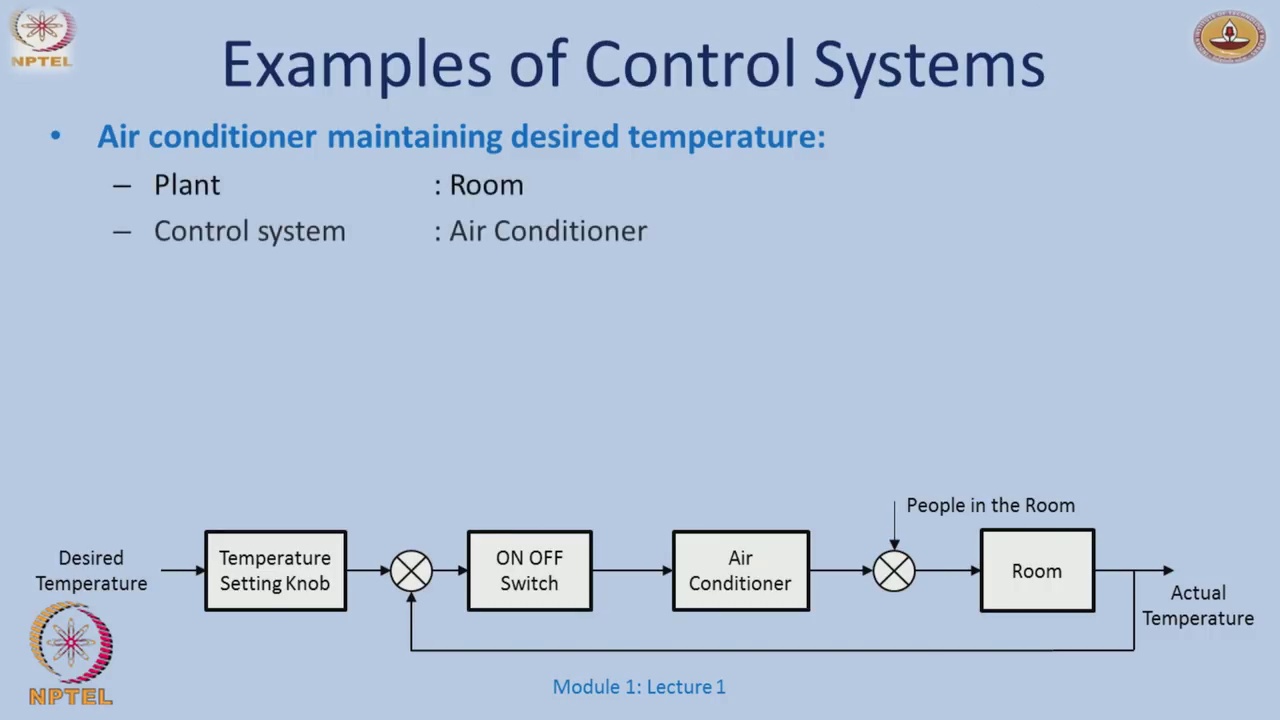 NPTEL
Examples of Control Systems
• Air conditioner maintaining desired temperature:
– Plant : Room
– Control system : Air Conditioner
People in the Room
Desired
Temperature
Temperature
Setting Knob
ON OFF
Switch
Air
Conditioner
Room
Actual
Temperature
NPTEL
Module 1: Lecture 1